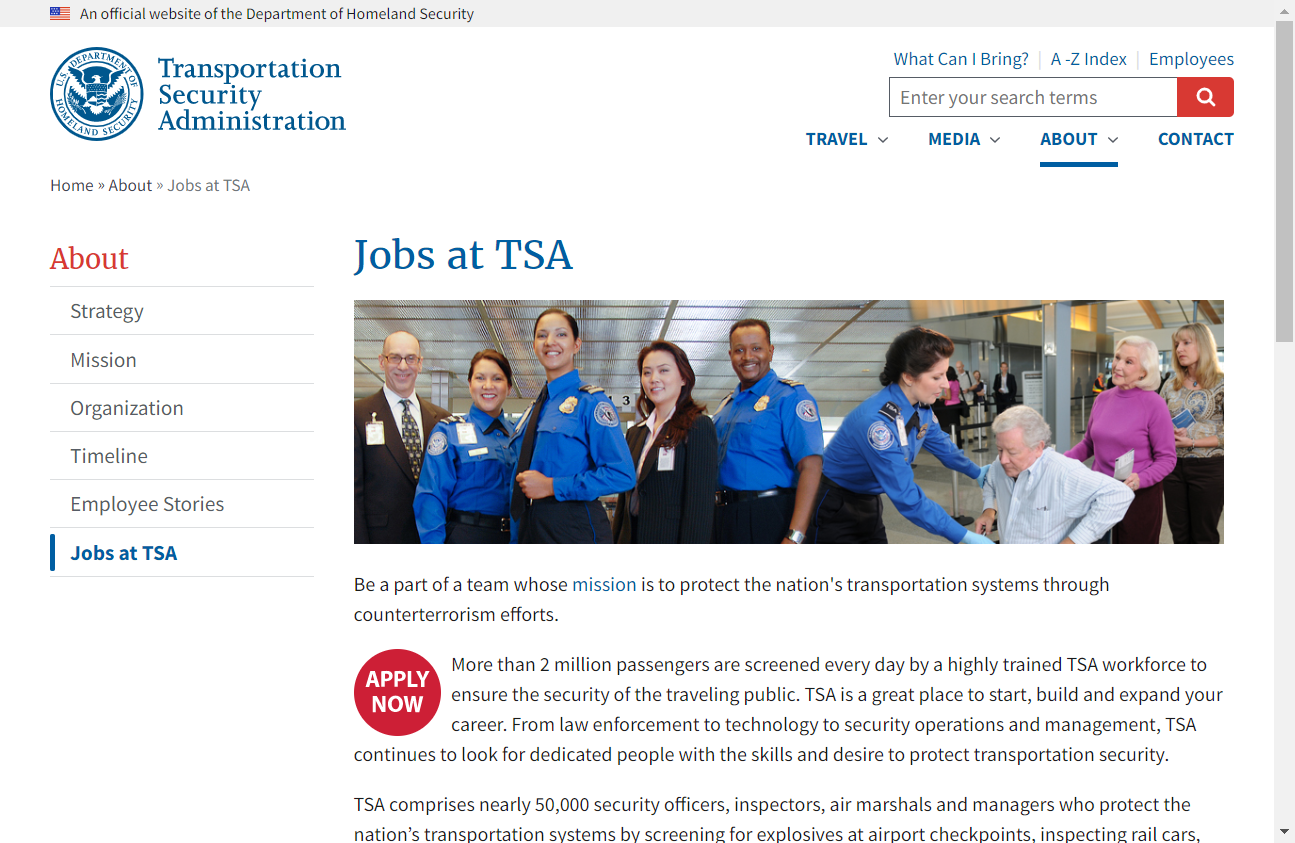 An official website of the Department of Homeland Security
U.S. DEPARTMENT OF
HOMELAND SECURITY
Transportation
Security
Administration
What Can I Bring?
A -Z Index
Employees
Enter your search terms
TRAVEL
MEDIA
ABOUT
CONTACT
Home » About » Jobs at TSA
About
Strategy
Mission
Organization
Timeline
Employee Stories
Jobs at TSA
Jobs at TSA
3
TSA
Be a part of a team whose mission is to protect the nation's transportation systems through
counterterrorism efforts.
APPLY
NOW
More than 2 million passengers are screened every day by a highly trained TSA workforce to
ensure the security of the traveling public. TSA is a great place to start, build and expand your
career. From law enforcement to technology to security operations and management, TSA
continues to look for dedicated people with the skills and desire to protect transportation security.
TSA comprises nearly 50,000 security officers, inspectors, air marshals and managers who protect the
nation’s transportation systems by screening for explosives at airport checkpoints, inspecting rail cars,